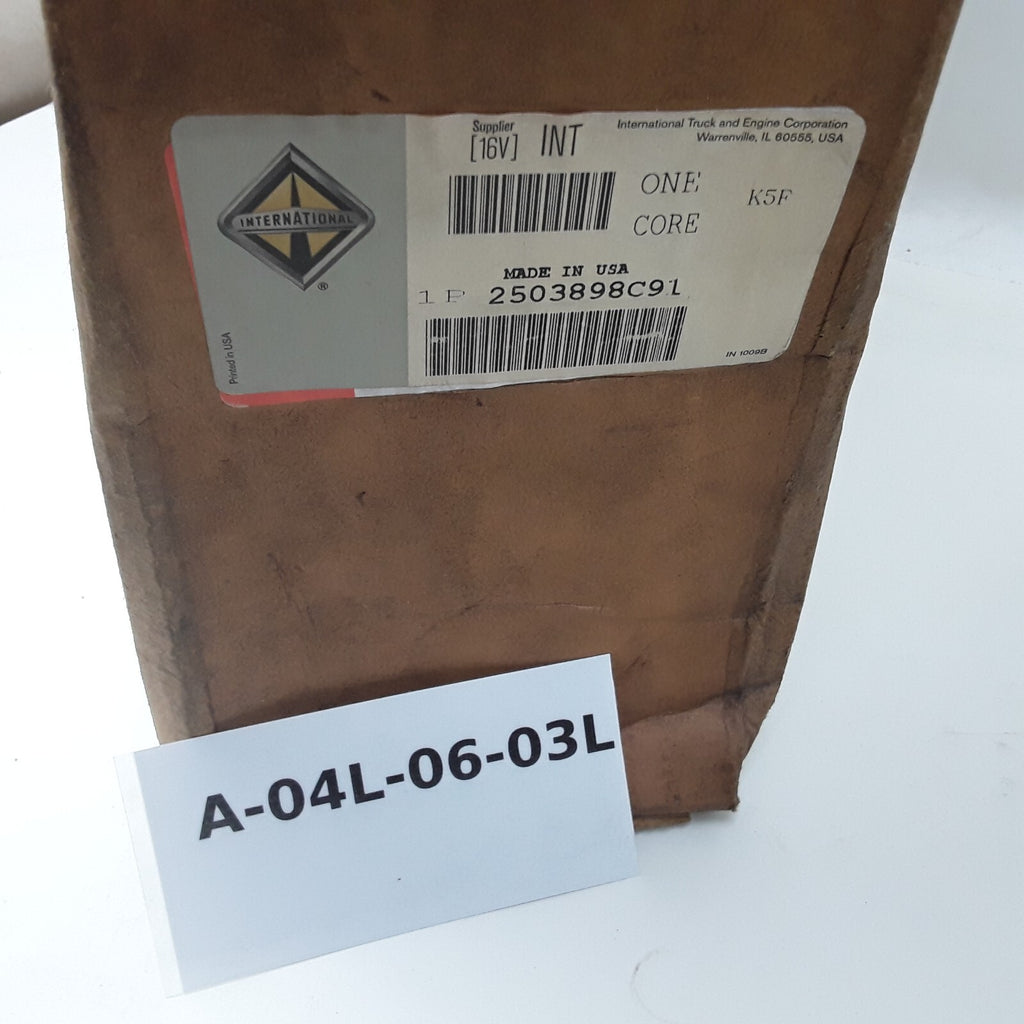 INTERNATIONAL
®
Printed in USA
Supplier
[16V] INT
International Truck and Engine Corporation
Warrenville, IL 60555, USA
ONE
CORE
K5F
MADE IN USA
1P 2503898C91
IN 1009B
A-04L-06-03L